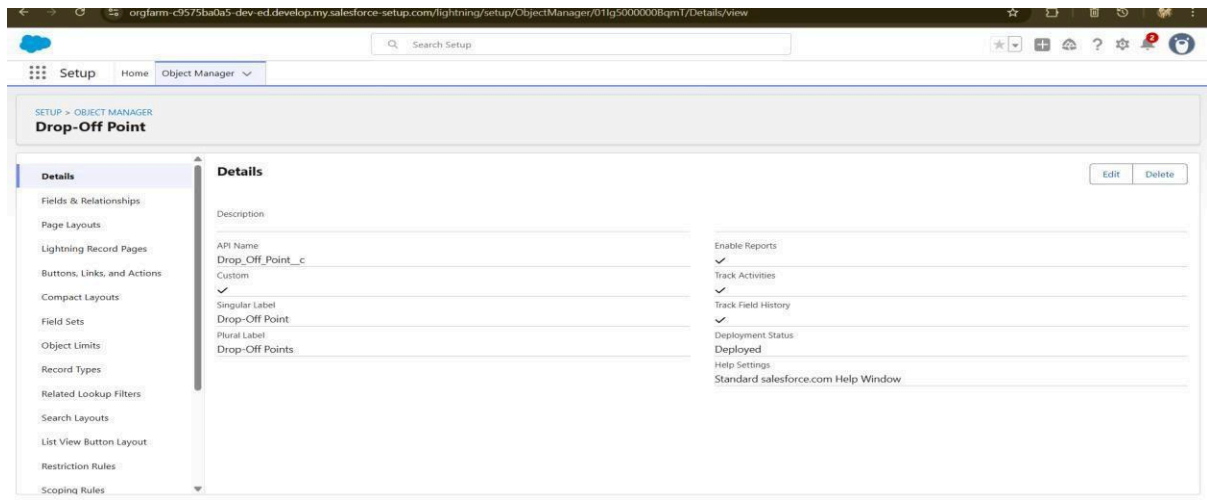 orgfarm-c9575ba0a5-dev-ed.develop.my.salesforce-setup.com/lightning/setup/ObjectManager/01Ig5000000BqmT/Details/view
Search Setup
2
Setup Home Object Manager
SETUP > OBJECT MANAGER
Drop-Off Point
Details
Fields & Relationships
Page Layouts
Lightning Record Pages
Buttons, Links, and Actions
Compact Layouts
Field Sets
Object Limits
Record Types
Related Lookup Filters
Search Layouts
List View Button Layout
Restriction Rules
Scoping Rules
Details
Edit Delete
Description
API Name
Drop_Off_Point__c
Custom
Singular Label
Drop-Off Point
Plural Label
Drop-Off Points
Enable Reports
Track Activities
Track Field History
Deployment Status
Deployed
Help Settings
Standard salesforce.com Help Window